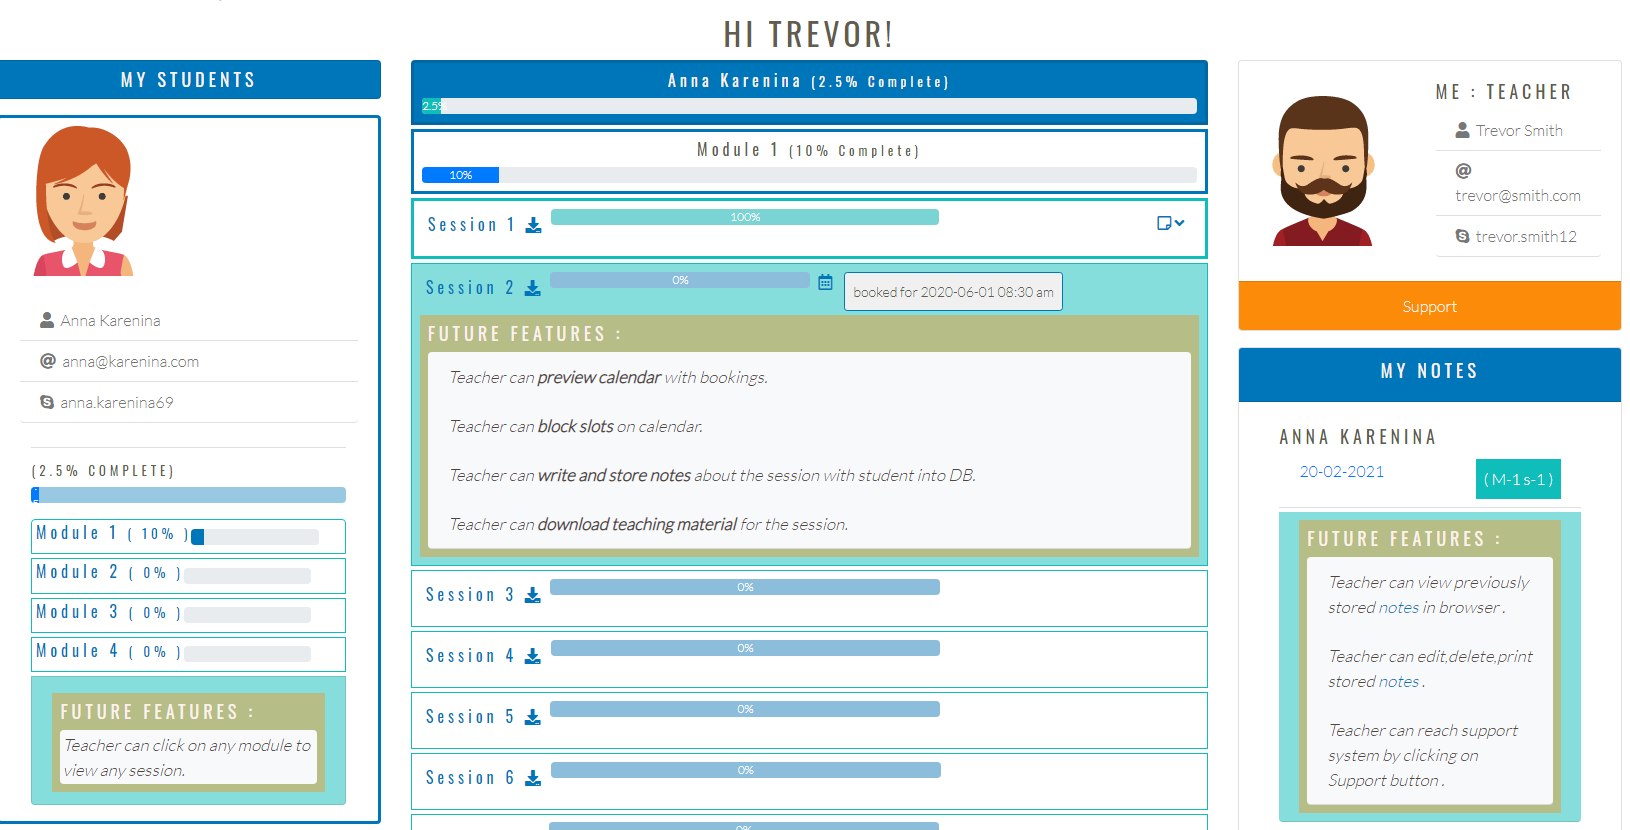 HI TREVOR!
MY STUDENTS
Anna Karenina
anna@karenina.com
anna.karenina69
(2.5% COMPLETE)
Module 1 ( 10% )
Module 2 ( 0% )
Module 3 ( 0% )
Module 4 ( 0% )
FUTURE FEATURES :
Teacher can click on any module to
view any session.
Anna Karenina (2.5% Complete)
2.5%
Module 1 (10% Complete)
10%
Session 1 100%
Session 2 0% booked for 2020-06-01 08:30 am
FUTURE FEATURES :
Teacher can preview calendar with bookings.
Teacher can block slots on calendar.
Teacher can write and store notes about the session with student into DB.
Teacher can download teaching material for the session.
Session 3 0%
Session 4 0%
Session 5 0%
Session 6 0%
0%
ME : TEACHER
Trevor Smith
trevor@smith.com
trevor.smith12
Support
MY NOTES
ANNA KARENINA
20-02-2021 ( M-1 s-1 )
FUTURE FEATURES :
Teacher can view previously
stored notes in browser .
Teacher can edit,delete,print
stored notes .
Teacher can reach support
system by clicking on
Support button .